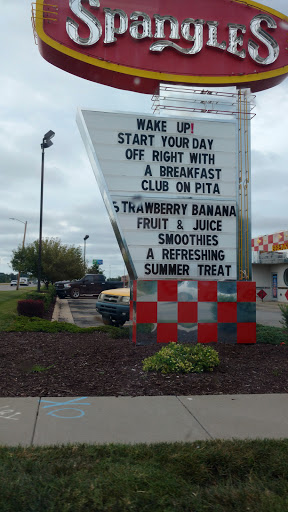 Spangles
WAKE UP!
START YOUR DAY
OFF RIGHT WITH
A BREAKFAST
CLUB ON PITA
STRAWBERRY BANANA
FRUIT & JUICE
SMOOTHIES
A REFRESHING
SUMMER TREAT